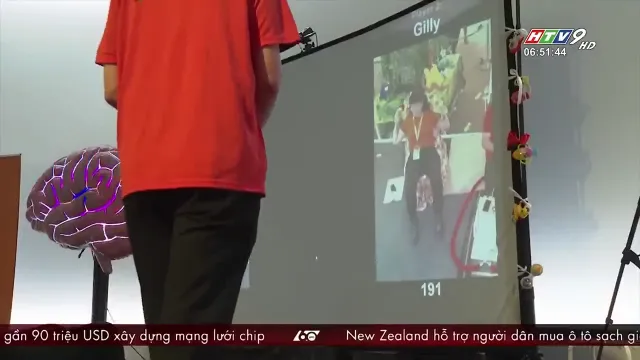 Gilly
HTV9 HD
06:51:44
191
gần 90 triệu USD xây dựng mạng lưới chip
New Zealand hỗ trợ người dân mua ô tô sạch gi